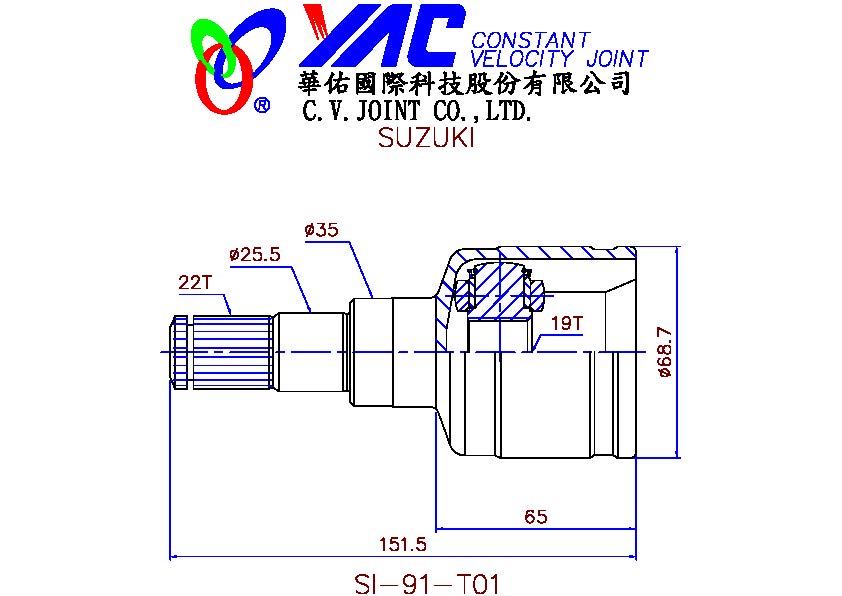 YAC CONSTANT
VELOCITY JOINT
®
華佑國際科技股份有限公司
C.V.JOINT CO.,LTD.
SUZUKI
ø35
ø25.5
22T
19T
ø68.7
65
151.5
SI-91-T01